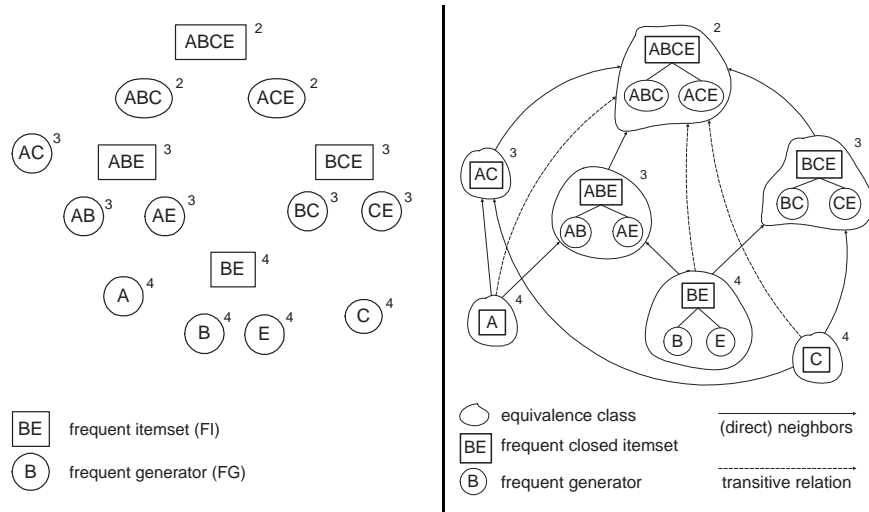 ABCE 2
ABC 2 ACE 2
AC 3 ABE 3 BCE 3
AB 3 AE 3 BC 3 CE 3
BE 4
A 4
B 4 E 4 C 4
BE frequent itemset (FI)
B frequent generator (FG)
2
ABCE
ABC ACE
3
AC
3
ABE
AB AE
3
BCE
BC CE
4
A
4
BE
B E
4
C
equivalence class
BE frequent closed itemset
B frequent generator
(direct) neighbors
transitive relation